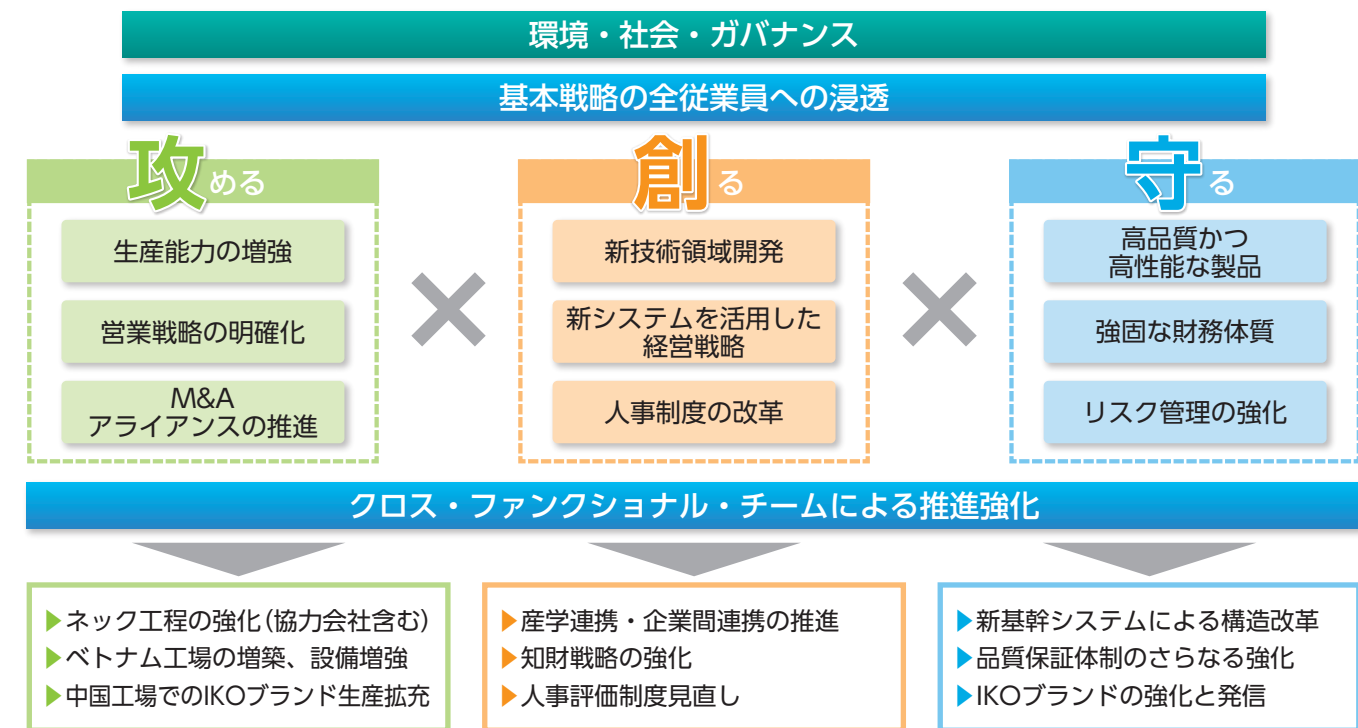 環境・社会・ガバナンス
基本戦略の全従業員への浸透
攻める
生産能力の増強
営業戦略の明確化
M&A
アライアンスの推進
創る
新技術領域開発
新システムを活用した
経営戦略
人事制度の改革
守る
高品質かつ
高性能な製品
強固な財務体質
リスク管理の強化
クロス・ファンクショナル・チームによる推進強化
▶ネック工程の強化(協力会社含む)
▶ベトナム工場の増築、設備増強
▶中国工場でのIKOブランド生産拡充
▶産学連携・企業間連携の推進
▶知財戦略の強化
▶人事評価制度見直し
▶新基幹システムによる構造改革
▶品質保証体制のさらなる強化
▶IKOブランドの強化と発信